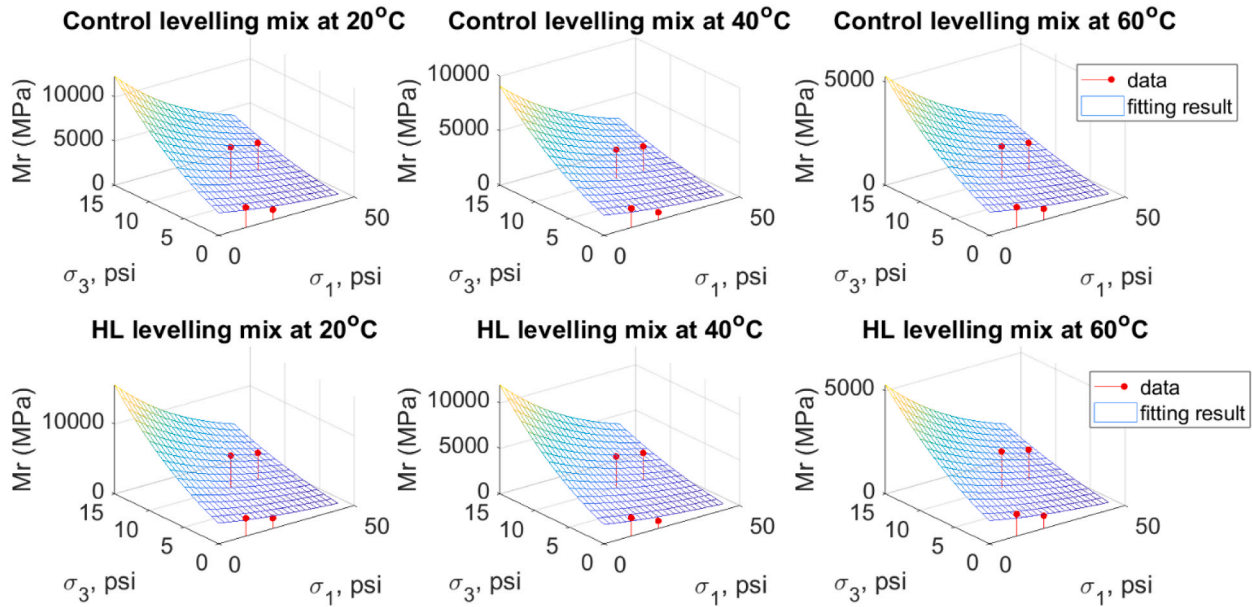 Control levelling mix at 20°C
10000
5000
0
Mr (MPa)
15
10
5
0
0
50
σ3, psi
σ1, psi
Control levelling mix at 40°C
10000
5000
0
Mr (MPa)
15
10
5
0
0
50
σ3, psi
σ1, psi
Control levelling mix at 60°C
5000
0
Mr (MPa)
15
10
5
0
0
50
σ3, psi
σ1, psi
data
fitting result
HL levelling mix at 20°C
10000
0
Mr (MPa)
15
10
5
0
0
50
σ3, psi
σ1, psi
HL levelling mix at 40°C
10000
5000
0
Mr (MPa)
15
10
5
0
0
50
σ3, psi
σ1, psi
HL levelling mix at 60°C
5000
0
Mr (MPa)
15
10
5
0
0
50
σ3, psi
σ1, psi
data
fitting result